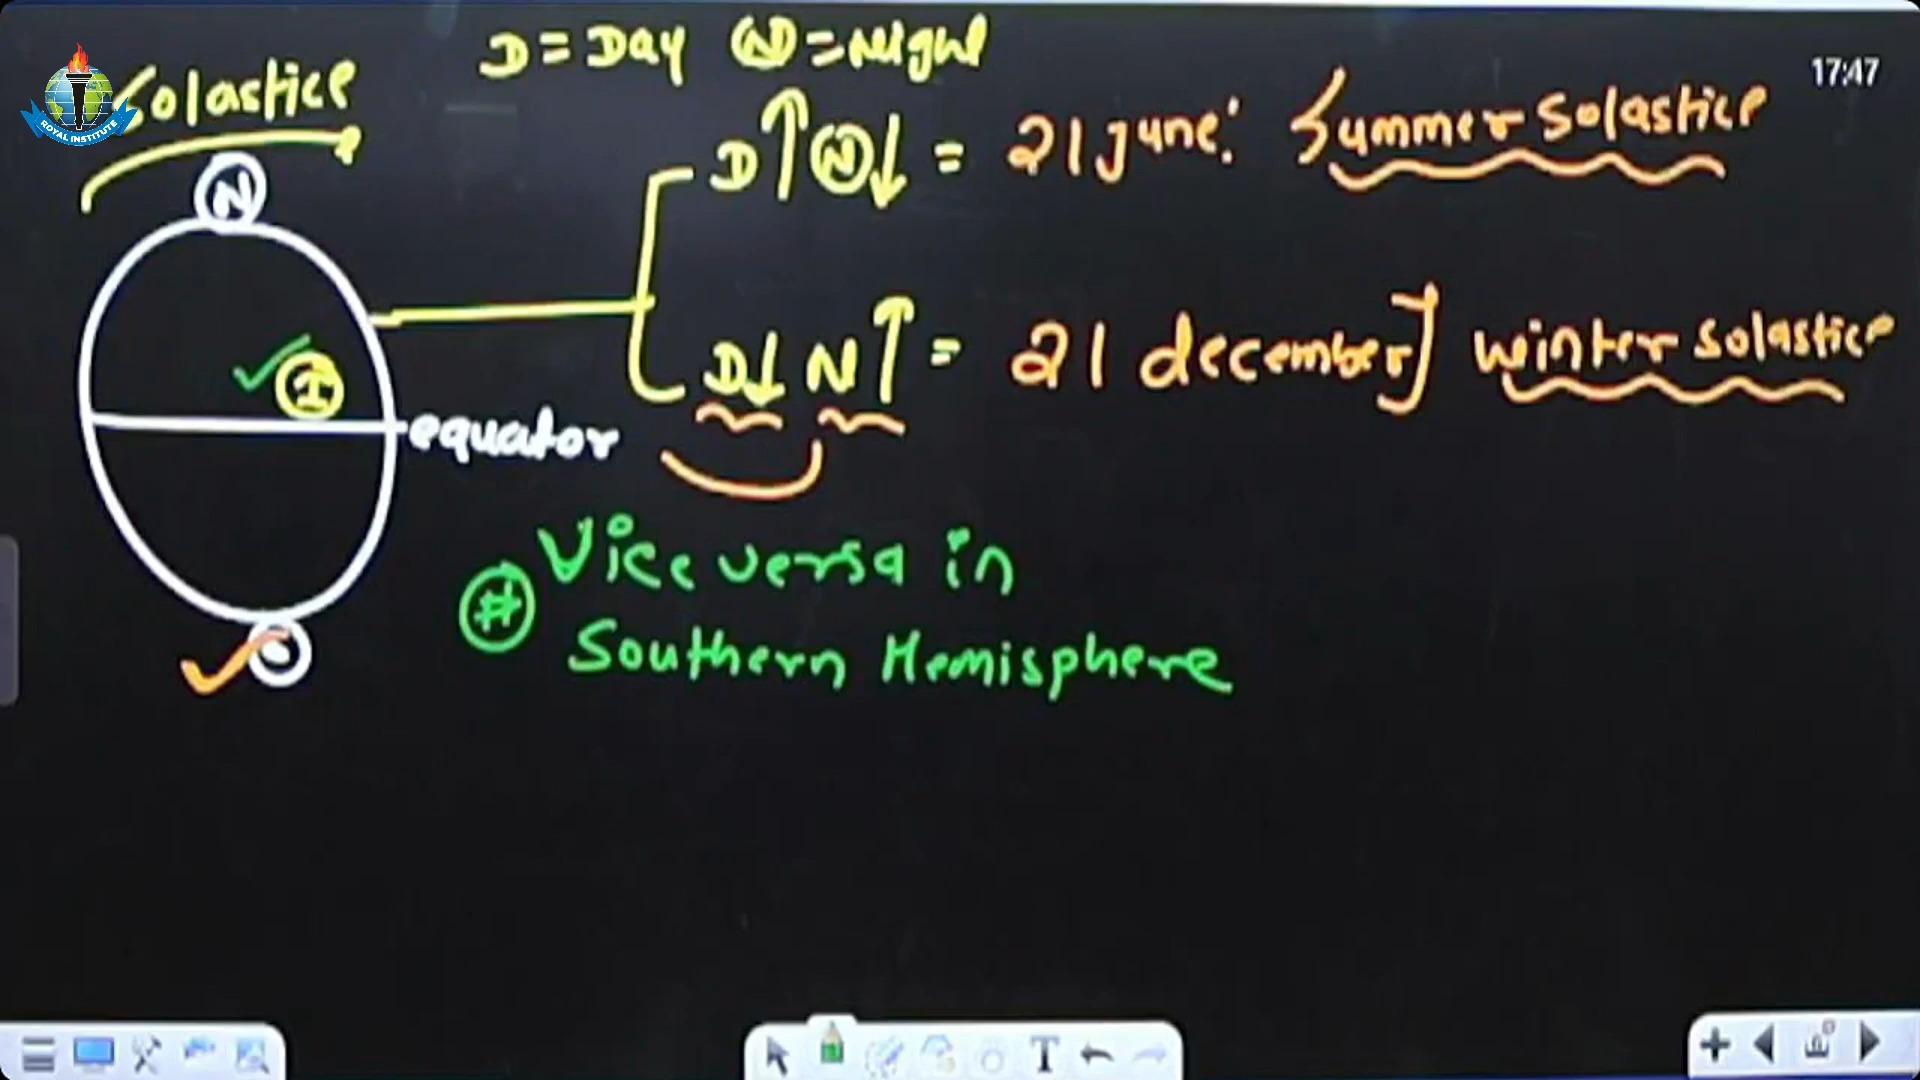 Solastice
D = Day N = Night
17:47
D↑ N↓ = 21 June: Summer solastice
N
D↓ N↑ = 21 december] winter solastice
I
equator
# Vice versa in
Southern Hemisphere
S
ROYAL INSTITUTE
T